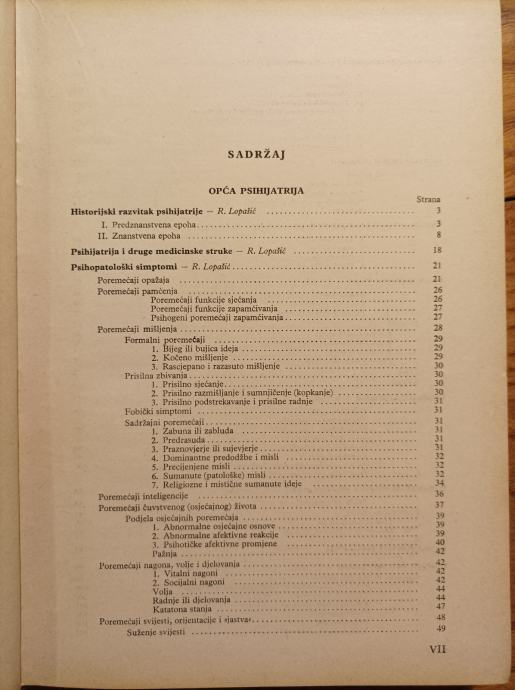 SADRŽAJ
OPĆA PSIHIJATRIJA
Strana
Historijski razvitak psihijatrije — R. Lopašić 3
I. Predznanstvena epoha 3
II. Znanstvena epoha 8
Psihijatrija i druge medicinske struke — R. Lopašić 18
Psihopatološki simptomi — R. Lopašić 21
Poremećaji opažaja 21
Poremećaji pamćenja 26
Poremećaji funkcije sjećanja 26
Poremećaji funkcije zapamćivanja 27
Psihogeni poremećaji zapamćivanja 27
Poremećaji mišljenja 28
Formalni poremećaji 29
1. Bijeg ili bujica ideja 29
2. Kočeno mišljenje 29
3. Rascjepano i razasuto mišljenje 30
Prisilna zbivanja 30
1. Prisilno sjećanje 30
2. Prisilno razmišljanje i sumnjičenje (kopkanje) 30
3. Prisilno podstrekavanje i prisilne radnje 31
Fobički simptomi 31
Sadržajni poremećaji 31
1. Zabuna ili zabluda 31
2. Predrasuda 31
3. Praznovjerje ili sujevjerje 31
4. Dominantne predodžbe i misli 32
5. Precijenjene misli 32
6. Sumanute (patološke) misli 32
7. Religiozne i mistične sumanute ideje 34
Poremećaji inteligencije 36
Poremećaji čuvstvenog (osjećajnog) života 37
Podjela osjećajnih poremećaja 39
1. Abnormalne osjećajne osnove 39
2. Abnormalne afektivne reakcije 39
3. Psihotičke afektivne promjene 40
Pažnja 42
Poremećaji nagona, volje i djelovanja 42
1. Vitalni nagoni 42
2. Socijalni nagoni 42
Volja 44
Radnje ili djelovanja 44
Katatona stanja 47
Poremećaji svijesti, orijentacije i »jastva« 48
Suženje svijesti 49
VII